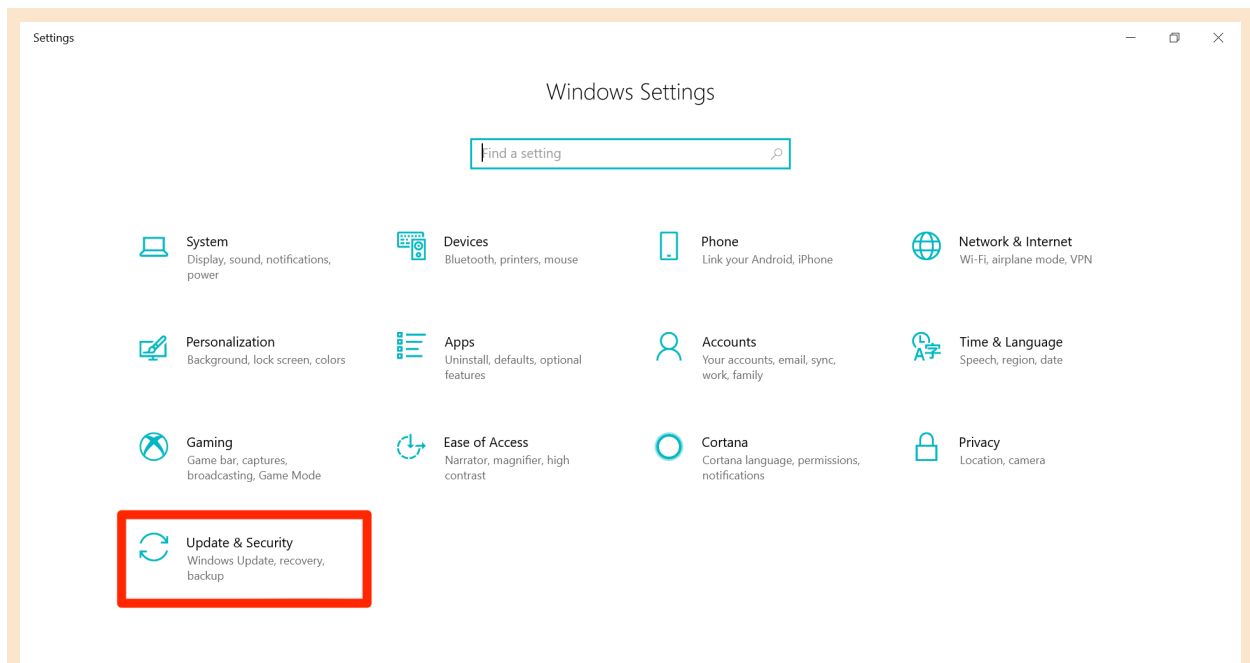 Settings
Windows Settings
Find a setting
System
Display, sound, notifications,
power
Devices
Bluetooth, printers, mouse
Phone
Link your Android, iPhone
Network & Internet
Wi-Fi, airplane mode, VPN
Personalization
Background, lock screen, colors
Apps
Uninstall, defaults, optional
features
Accounts
Your accounts, email, sync,
work, family
Time & Language
Speech, region, date
Gaming
Game bar, captures,
broadcasting, Game Mode
Ease of Access
Narrator, magnifier, high
contrast
Cortana
Cortana language, permissions,
notifications
Privacy
Location, camera
Update & Security
Windows Update, recovery,
backup